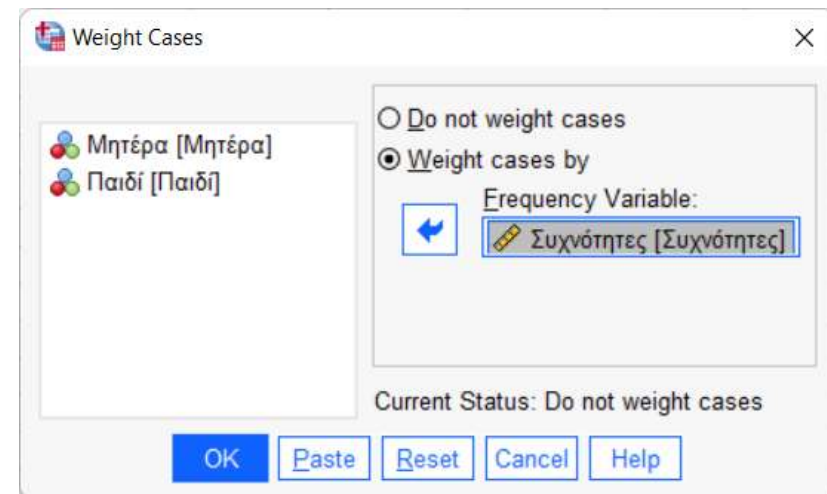 Weight Cases
Μητέρα [Μητέρα]
Παιδί [Παιδί]
Do not weight cases
Weight cases by
Frequency Variable:
Συχνότητες [Συχνότητες]
Current Status: Do not weight cases
OK Paste Reset Cancel Help